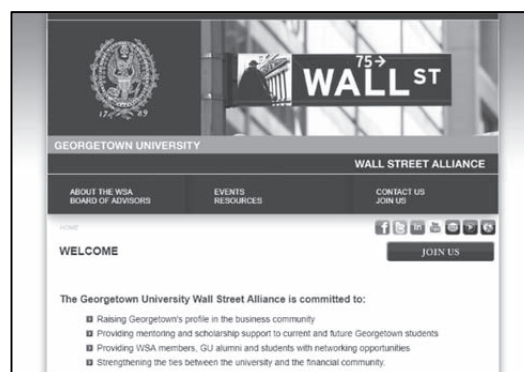 17 89
75→
WALL ST
GEORGETOWN UNIVERSITY
WALL STREET ALLIANCE
ABOUT THE WSA
BOARD OF ADVISORS
EVENTS
RESOURCES
CONTACT US
JOIN US
HOME
WELCOME
JOIN US
The Georgetown University Wall Street Alliance is committed to:
Raising Georgetown's profile in the business community
Providing mentoring and scholarship support to current and future Georgetown students
Providing WSA members, GU alumni and students with networking opportunities
Strengthening the ties between the university and the financial community.